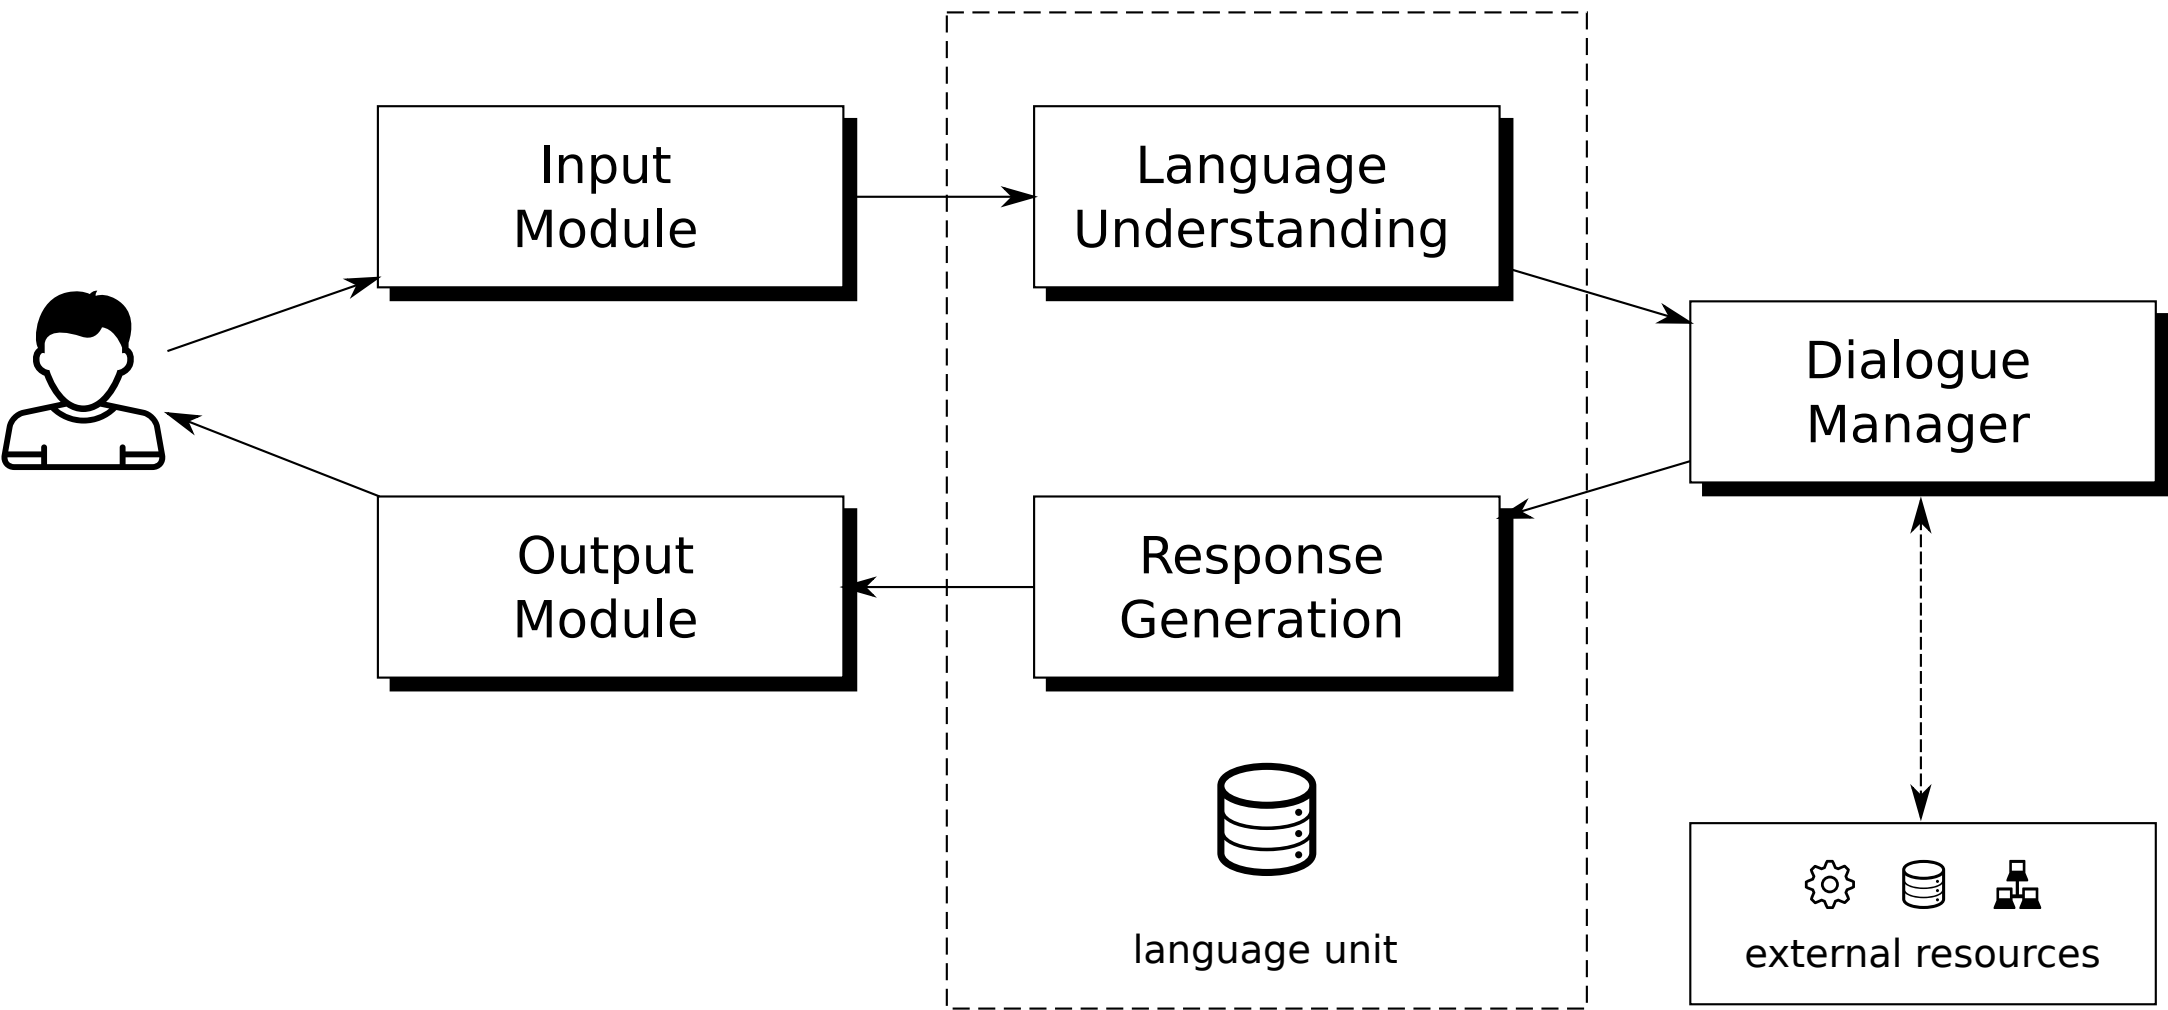 Input
Module
Language
Understanding
Dialogue
Manager
Response
Generation
Output
Module
language unit
external resources